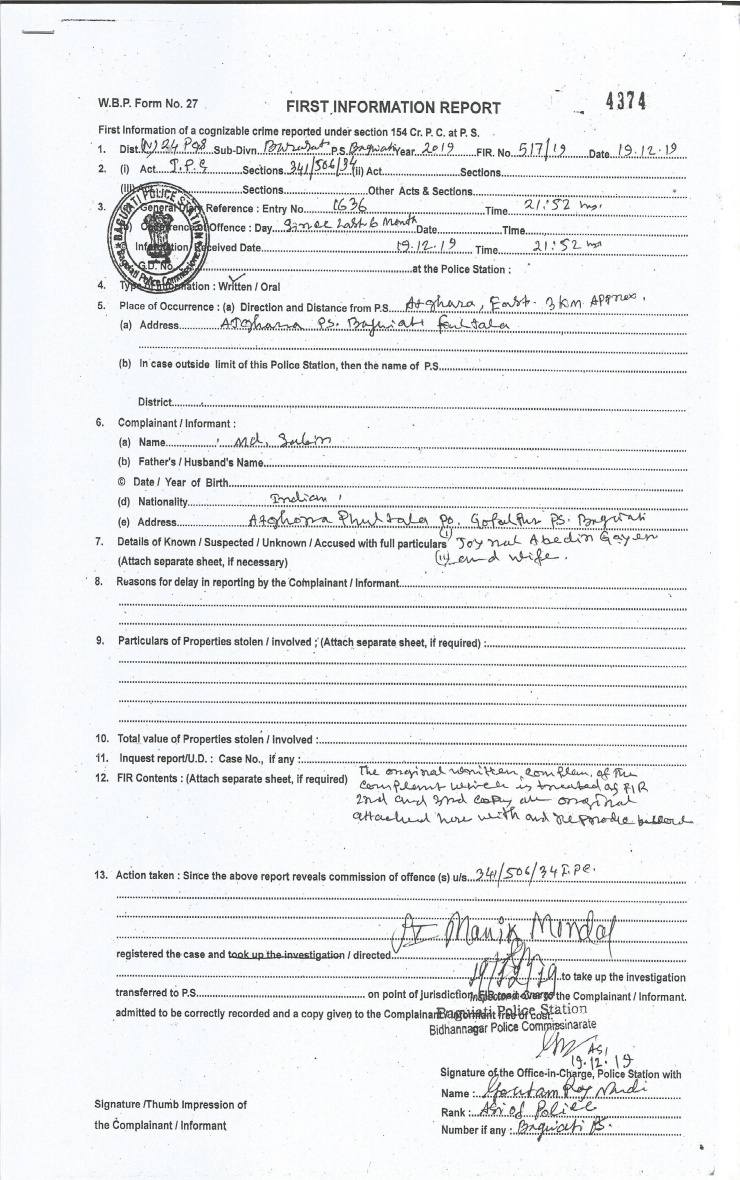 W.B.P. Form No. 27
FIRST INFORMATION REPORT
4374
First Information of a cognizable crime reported under section 154 Cr. P. C. at P. S.
1. Dist. (N) 24 Pgs Sub-Divn. Barasat P.S. Baguiati Year 2019 FIR. No. 517/19 Date 19.12.19
2. (i) Act I.P.C Sections 341/506/34 (ii) Act Sections
(iii) Sections Other Acts & Sections
3. General Diary Reference : Entry No. 1636 Time 21:52 hrs.
Occurrence of Offence : Day Since Last 6 Month Date Time
Information Received Date 19.12.19 Time 21:52 hrs
G.D. No. at the Police Station :
BAGUIATI POLICE STATION
4. Type of Information : Written / Oral
5. Place of Occurrence : (a) Direction and Distance from P.S. Atghara, East. 3 km Approx.
(a) Address Atghara PS. Baguiati
(b) In case outside limit of this Police Station, then the name of P.S.
District
6. Complainant / Informant :
(a) Name Md. Salim
(b) Father's / Husband's Name
© Date / Year of Birth
(d) Nationality Indian
(e) Address Atghora Phultala Po. Gopalpur PS. Baguiati
7. Details of Known / Suspected / Unknown / Accused with full particulars (i) Joynal Abedin Gayen
(Attach separate sheet, if necessary) (ii) and wife.
8. Reasons for delay in reporting by the Complainant / Informant
9. Particulars of Properties stolen / involved ; (Attach separate sheet, if required) :
10. Total value of Properties stolen / Involved :
11. Inquest report/U.D. : Case No., if any :
12. FIR Contents : (Attach separate sheet, if required) The original written complain of the
complaint which is treated as FIR
2nd and 3rd copy are original
attached here with and
13. Action taken : Since the above report reveals commission of offence (s) u/s. 341/506/34 I.PC.
SI Manik Mondal
registered the case and took up the investigation / directed
19/12/19 to take up the investigation
transferred to P.S. on point of jurisdiction. FIR read over to the Complainant / Informant.
Inspector in Charge
admitted to be correctly recorded and a copy given to the Complainant / Informant free of cost.
Baguiati Police Station
Bidhannagar Police Commissinarate
ASI
19.12.19
Signature of the Office-in-Charge, Police Station with
Name : Goutam Roy Nandi
Signature /Thumb Impression of
Rank : ASI of Police
the Complainant / Informant
Number if any : Baguiati PS.